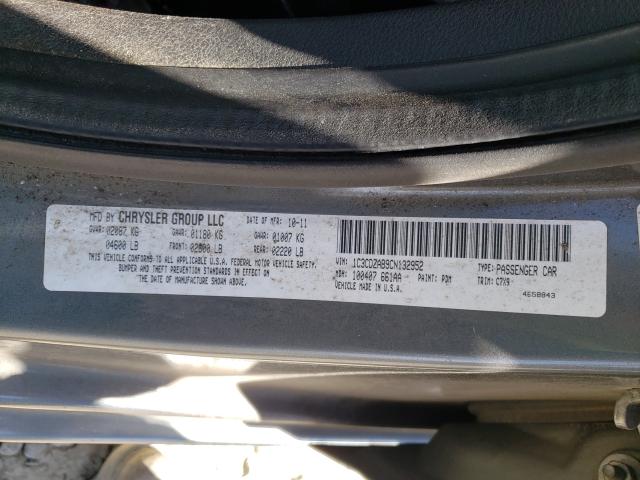 MFD BY CHRYSLER GROUP LLC DATE OF MFR: 10-11
GVWR: 02087 KG GAWR: 01180 KG GAWR: 01007 KG
04600 LB FRONT: 02600 LB REAR: 02220 LB
THIS VEHICLE CONFORMS TO ALL APPLICABLE U.S.A. FEDERAL MOTOR VEHICLE SAFETY,
BUMPER AND THEFT PREVENTION STANDARDS IN EFFECT ON
THE DATE OF MANUFACTURE SHOWN ABOVE.
VIN: 1C3CDZAB9CN132952 TYPE: PASSENGER CAR
MDH: 100407 661AA PAINT: PDM TRIM: C7X9
VEHICLE MADE IN U.S.A. 4658843